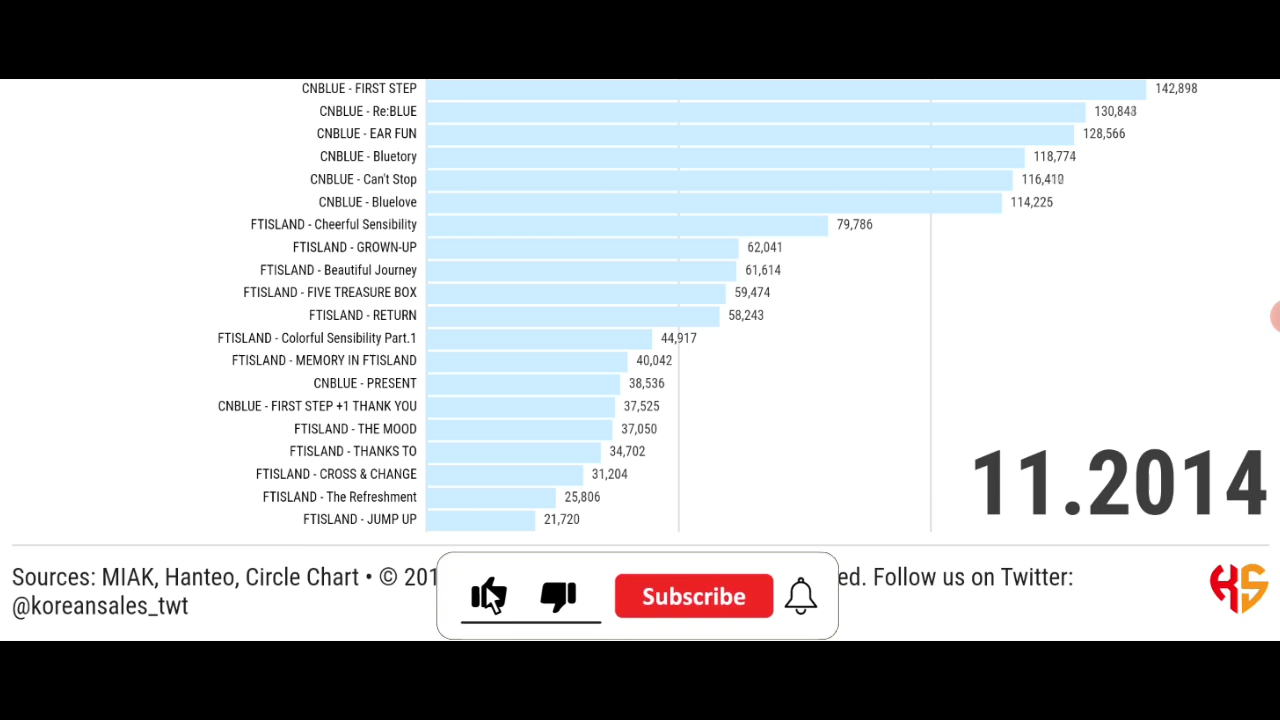 CNBLUE - FIRST STEP 142,898
CNBLUE - Re:BLUE 130,843
CNBLUE - EAR FUN 128,566
CNBLUE - Bluetory 118,774
CNBLUE - Can't Stop 116,410
CNBLUE - Bluelove 114,225
FTISLAND - Cheerful Sensibility 79,786
FTISLAND - GROWN-UP 62,041
FTISLAND - Beautiful Journey 61,614
FTISLAND - FIVE TREASURE BOX 59,474
FTISLAND - RETURN 58,243
FTISLAND - Colorful Sensibility Part.1 44,917
FTISLAND - MEMORY IN FTISLAND 40,042
CNBLUE - PRESENT 38,536
CNBLUE - FIRST STEP +1 THANK YOU 37,525
FTISLAND - THE MOOD 37,050
FTISLAND - THANKS TO 34,702
FTISLAND - CROSS & CHANGE 31,204
FTISLAND - The Refreshment 25,806
FTISLAND - JUMP UP 21,720
11.2014
Sources: MIAK, Hanteo, Circle Chart • © 201 ed. Follow us on Twitter:
@koreansales_twt
Subscribe
KS